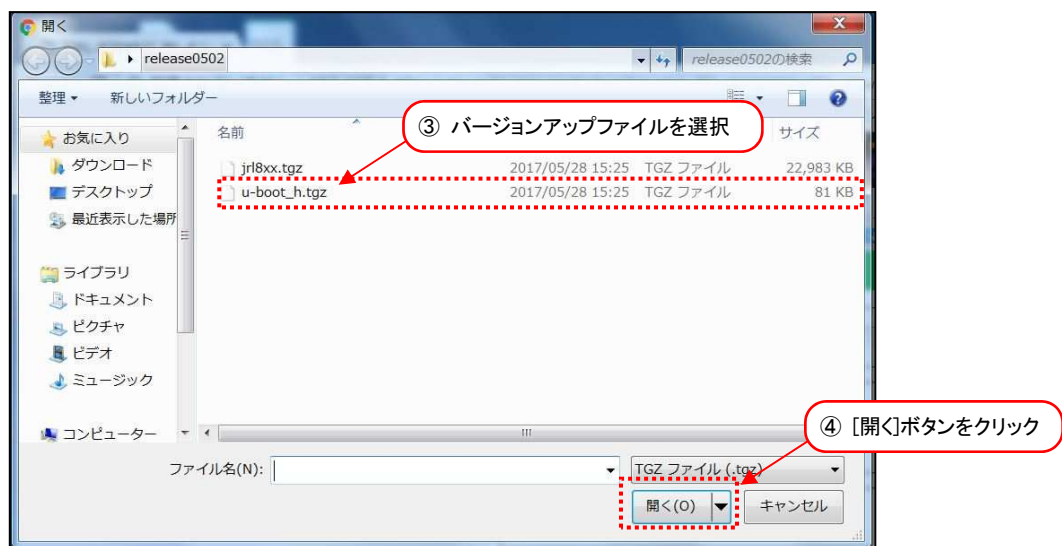 開く
release0502
release0502の検索
整理 新しいフォルダー
③ バージョンアップファイルを選択
お気に入り
ダウンロード
デスクトップ
最近表示した場所
ライブラリ
ドキュメント
ピクチャ
ビデオ
ミュージック
コンピューター
名前 サイズ
jrl8xx.tgz 2017/05/28 15:25 TGZ ファイル 22,983 KB
u-boot_h.tgz 2017/05/28 15:25 TGZ ファイル 81 KB
④ [開く]ボタンをクリック
ファイル名(N): TGZ ファイル (.tgz)
開く(O) キャンセル